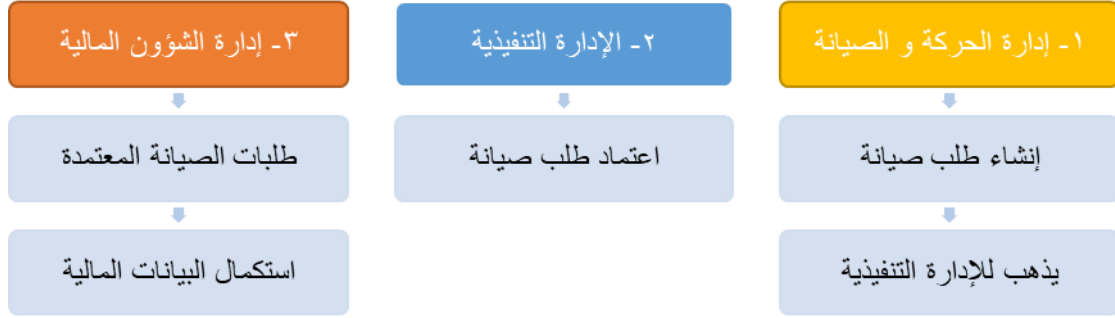 ١- إدارة الحركة و الصيانة
إنشاء طلب صيانة
يذهب للإدارة التنفيذية
٢- الإدارة التنفيذية
اعتماد طلب صيانة
٣- إدارة الشؤون المالية
طلبات الصيانة المعتمدة
استكمال البيانات المالية